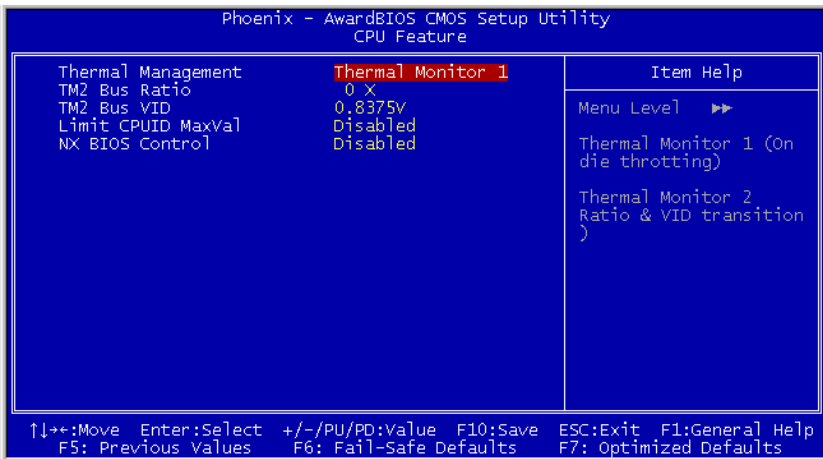 Phoenix - AwardBIOS CMOS Setup Utility
CPU Feature
Thermal Management Thermal Monitor 1
TM2 Bus Ratio 0 X
TM2 Bus VID 0.8375V
Limit CPUID MaxVal Disabled
NX BIOS Control Disabled
Item Help
Menu Level ▶▶
Thermal Monitor 1 (On
die throtting)
Thermal Monitor 2
Ratio & VID transition
)
↑↓→←:Move Enter:Select +/-/PU/PD:Value F10:Save ESC:Exit F1:General Help
F5: Previous Values F6: Fail-Safe Defaults F7: Optimized Defaults